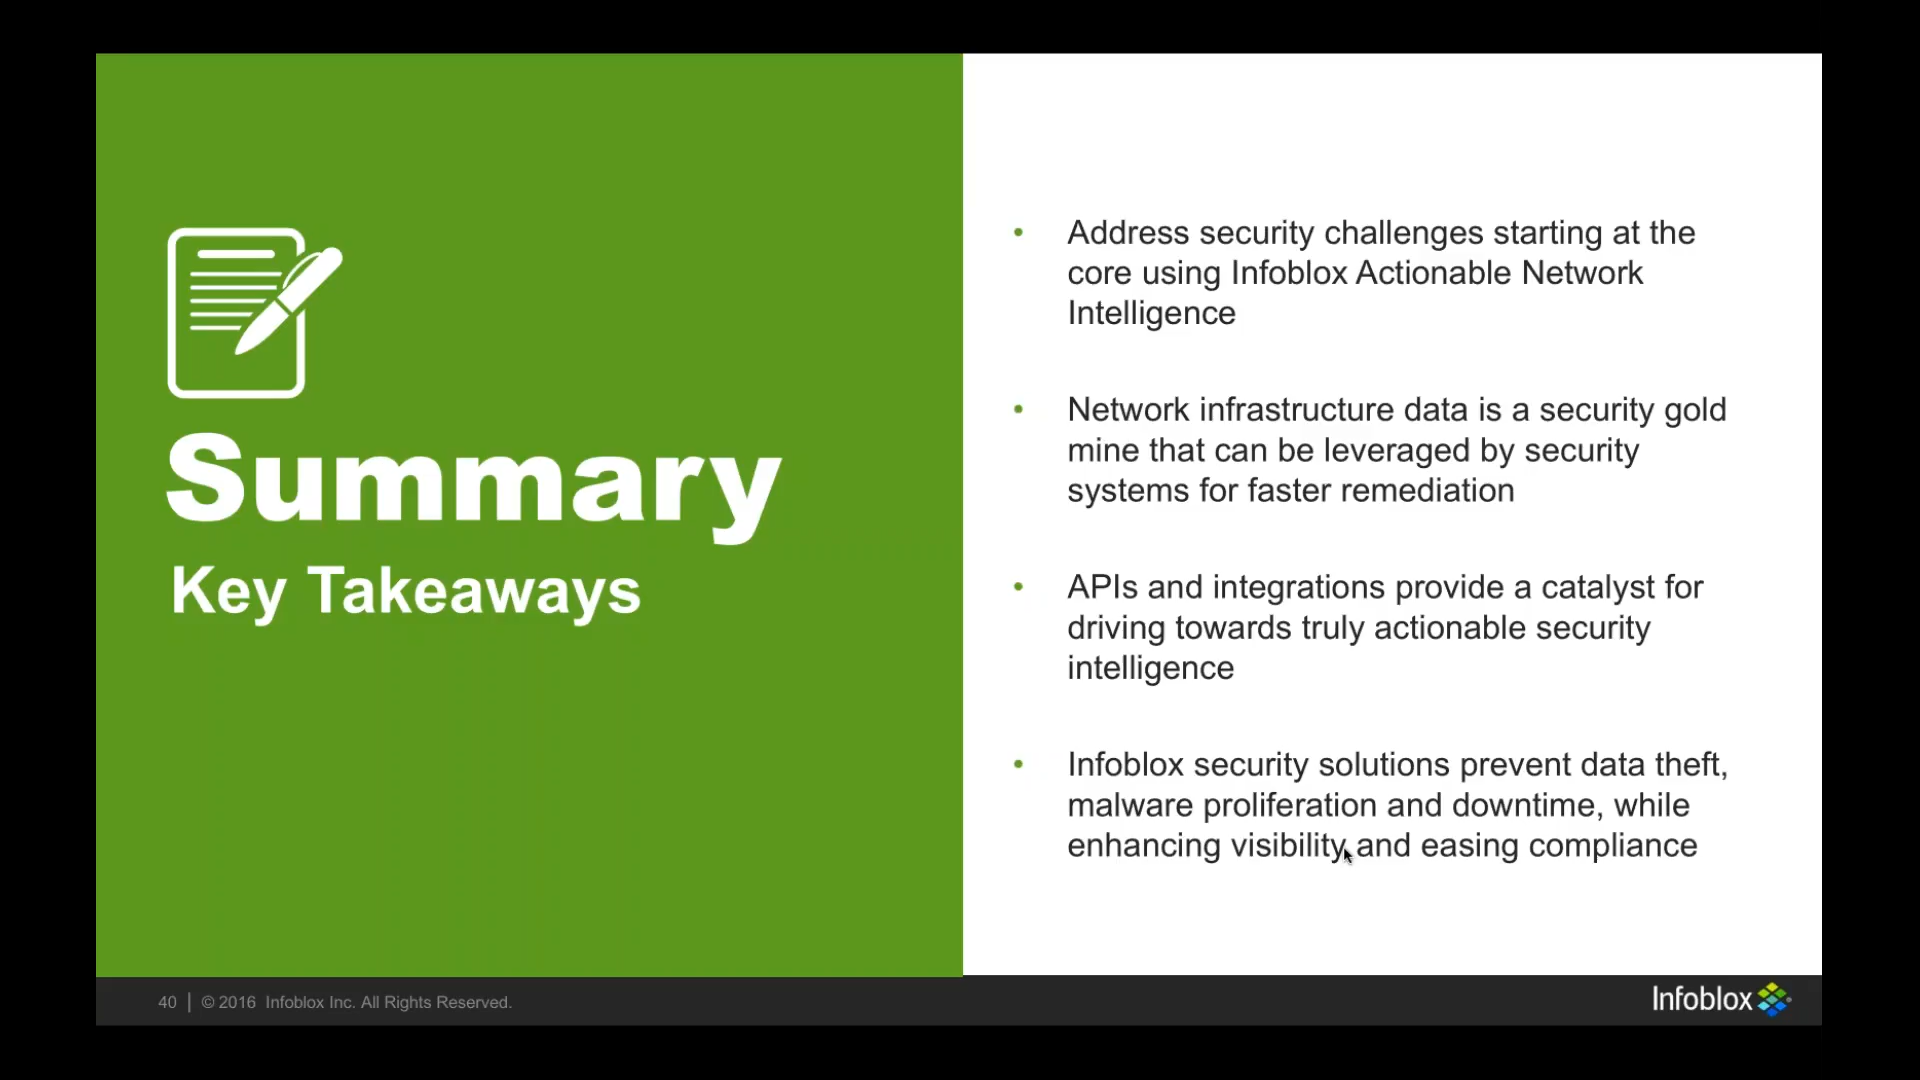 Summary
Key Takeaways
• Address security challenges starting at the
core using Infoblox Actionable Network
Intelligence
• Network infrastructure data is a security gold
mine that can be leveraged by security
systems for faster remediation
• APIs and integrations provide a catalyst for
driving towards truly actionable security
intelligence
• Infoblox security solutions prevent data theft,
malware proliferation and downtime, while
enhancing visibility and easing compliance
40 | © 2016 Infoblox Inc. All Rights Reserved.
Infoblox